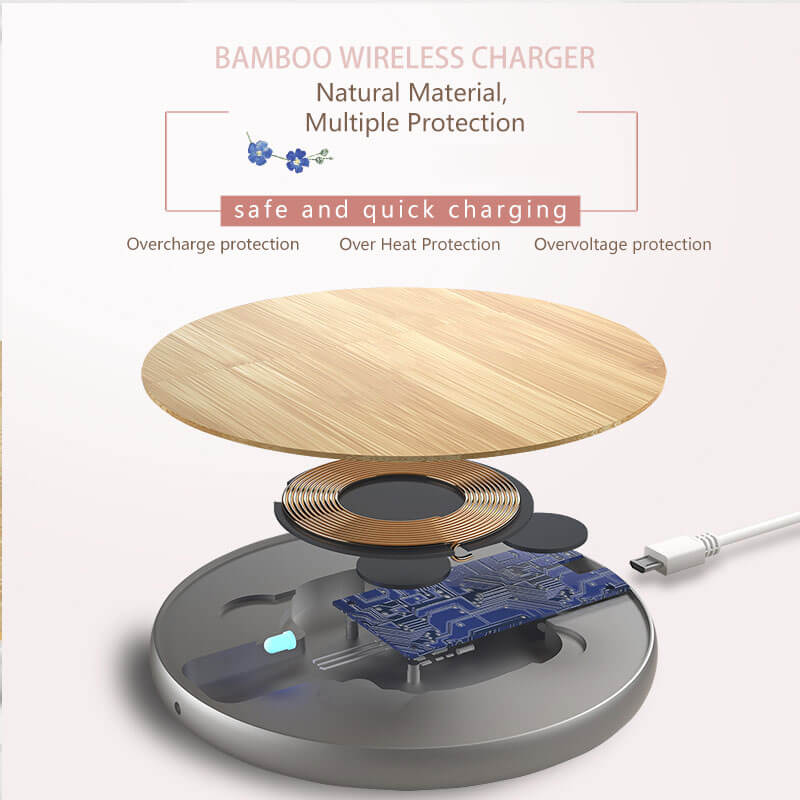 BAMBOO WIRELESS CHARGER
Natural Material,
Multiple Protection
safe and quick charging
Overcharge protection Over Heat Protection Overvoltage protection